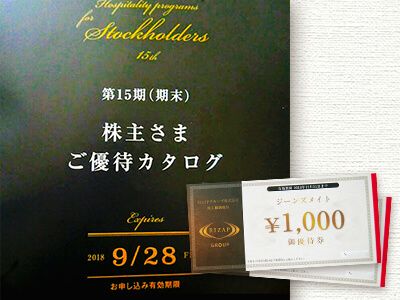 Hospitality programs
for
Stockholders
15th
第15期(期末)
株主さま
ご優待カタログ
Expires
2018 9/28
お申し込み有効期限
RIZAP
GROUP
ジーンズメイト
¥1,000
御優待券